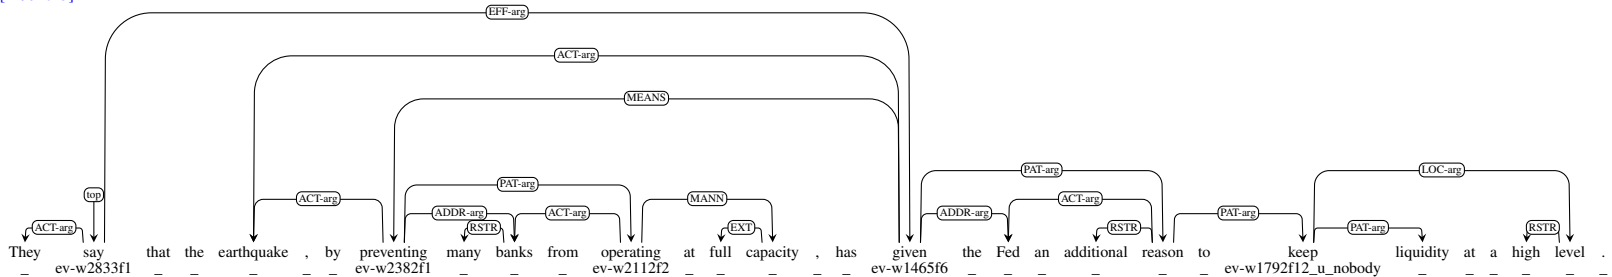 EFF-arg
ACT-arg
MEANS
PAT-arg LOC-arg
top PAT-arg
ACT-arg MANN ACT-arg
ADDR-arg ACT-arg ADDR-arg PAT-arg
ACT-arg RSTR EXT RSTR PAT-arg RSTR
They say that the earthquake , by preventing many banks from operating at full capacity , has given the Fed an additional reason to keep liquidity at a high level .
_ ev-w2833f1 _ _ _ _ _ ev-w2382f1 _ _ _ ev-w2112f2 _ _ _ _ _ ev-w1465f6 _ _ _ _ _ _ ev-w1792f12_u_nobody _ _ _ _ _ _